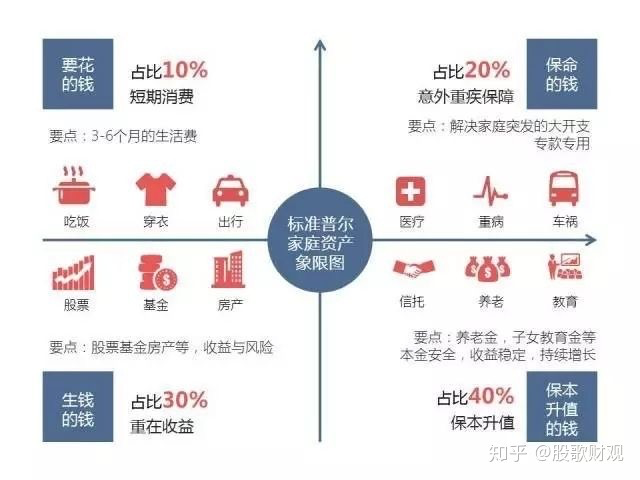 要花
的钱
占比10%
短期消费
要点：3-6个月的生活费
吃饭
穿衣
出行
占比20%
意外重疾保障
保命
的钱
要点：解决家庭突发的大开支
专款专用
医疗
重病
车祸
标准普尔
家庭资产
象限图
股票
基金
房产
要点：股票基金房产等，收益与风险
生钱
的钱
占比30%
重在收益
信托
养老
教育
要点：养老金，子女教育金等
本金安全，收益稳定，持续增长
占比40%
保本升值
保本
升值
的钱
知乎 @股歌财观